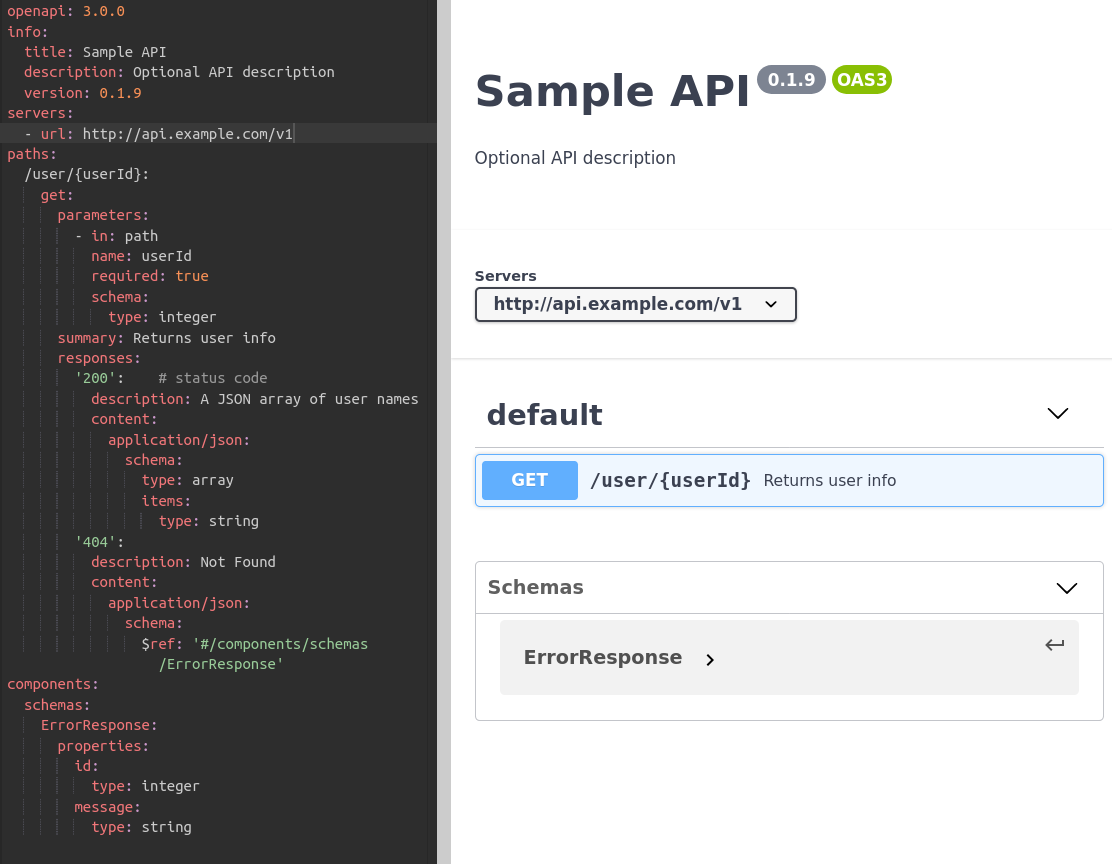 openapi: 3.0.0
info:
  title: Sample API
  description: Optional API description
  version: 0.1.9
servers:
  - url: http://api.example.com/v1
paths:
  /user/{userId}:
    get:
      parameters:
        - in: path
          name: userId
          required: true
          schema:
            type: integer
      summary: Returns user info
      responses:
        '200':    # status code
          description: A JSON array of user names
          content:
            application/json:
              schema:
                type: array
                items:
                  type: string
        '404':
          description: Not Found
          content:
            application/json:
              schema:
                $ref: '#/components/schemas
                  /ErrorResponse'
components:
  schemas:
    ErrorResponse:
      properties:
        id:
          type: integer
        message:
          type: string
Sample API 0.1.9 OAS3
Optional API description
Servers
http://api.example.com/v1
default
GET /user/{userId} Returns user info
Schemas
ErrorResponse